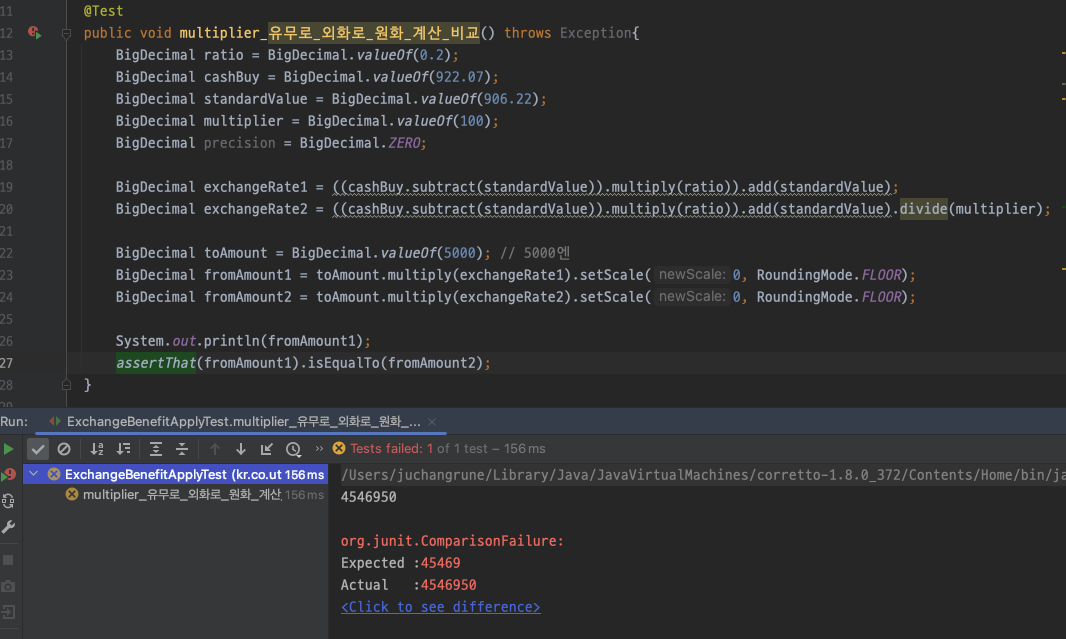 11 @Test
12 public void multiplier_유무로_외화로_원화_계산_비교() throws Exception{
13 BigDecimal ratio = BigDecimal.valueOf(0.2);
14 BigDecimal cashBuy = BigDecimal.valueOf(922.07);
15 BigDecimal standardValue = BigDecimal.valueOf(906.22);
16 BigDecimal multiplier = BigDecimal.valueOf(100);
17 BigDecimal precision = BigDecimal.ZERO;
18
19 BigDecimal exchangeRate1 = ((cashBuy.subtract(standardValue)).multiply(ratio)).add(standardValue);
20 BigDecimal exchangeRate2 = ((cashBuy.subtract(standardValue)).multiply(ratio)).add(standardValue).divide(multiplier);
21
22 BigDecimal toAmount = BigDecimal.valueOf(5000); // 5000엔
23 BigDecimal fromAmount1 = toAmount.multiply(exchangeRate1).setScale( newScale: 0, RoundingMode.FLOOR);
24 BigDecimal fromAmount2 = toAmount.multiply(exchangeRate2).setScale( newScale: 0, RoundingMode.FLOOR);
25
26 System.out.println(fromAmount1);
27 assertThat(fromAmount1).isEqualTo(fromAmount2);
28 }
Run: ExchangeBenefitApplyTest.multiplier_유무로_외화로_원화_...
Tests failed: 1 of 1 test – 156 ms
ExchangeBenefitApplyTest (kr.co.ut 156 ms
multiplier_유무로_외화로_원화_계산_ 156 ms
/Users/juchangrune/Library/Java/JavaVirtualMachines/corretto-1.8.0_372/Contents/Home/bin/ja
4546950
org.junit.ComparisonFailure:
Expected :45469
Actual :4546950
<Click to see difference>